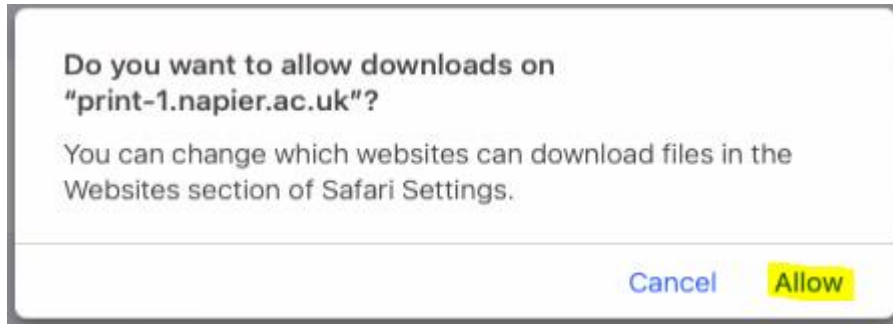 Do you want to allow downloads on
“print-1.napier.ac.uk”?
You can change which websites can download files in the
Websites section of Safari Settings.
Cancel Allow